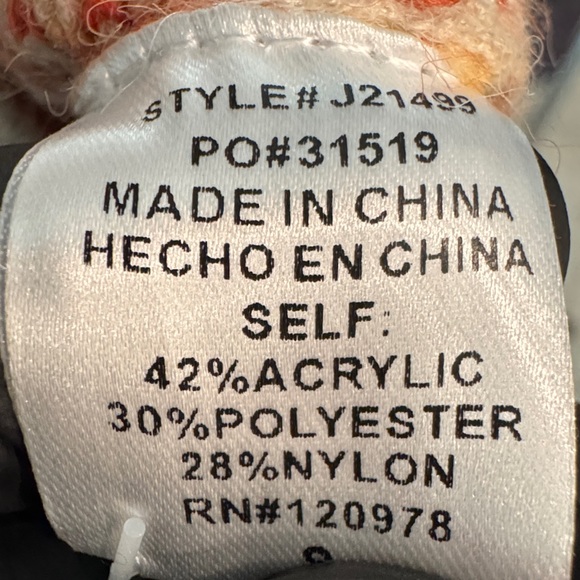 STYLE# J21499
PO#31519
MADE IN CHINA
HECHO EN CHINA
SELF:
42%ACRYLIC
30%POLYESTER
28%NYLON
RN#120978